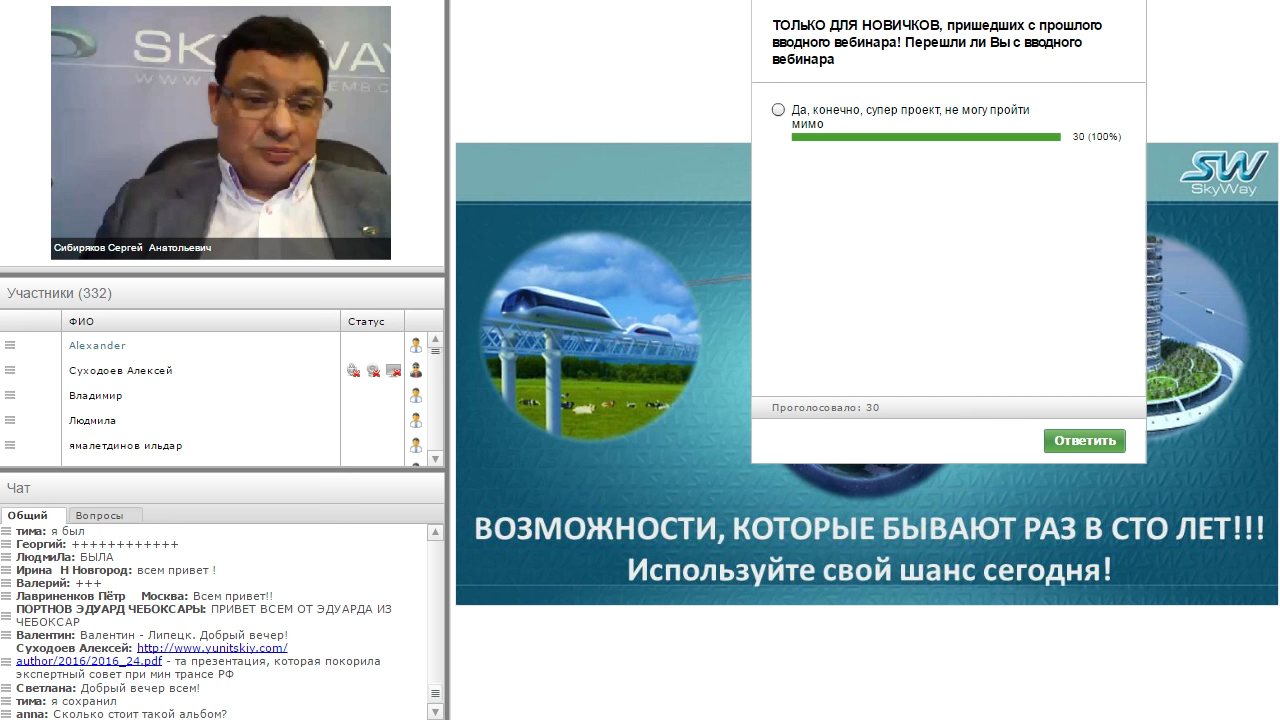 SKYWAY
WWW
Сибиряков Сергей Анатольевич
Участники (332)
ФИО
Статус
Alexander
Суходоев Алексей
Владимир
Людмила
ямалетдинов ильдар
Чат
Общий
Вопросы
тима: я был
Георгий: ++++++++++++
ЛюдмиЛа: БЫЛА
Ирина Н Новгород: всем привет !
Валерий: +++
Лавриненков Пётр Москва: Всем привет!!
ПОРТНОВ ЭДУАРД ЧЕБОКСАРЫ: ПРИВЕТ ВСЕМ ОТ ЭДУАРДА ИЗ
ЧЕБОКСАР
Валентин: Валентин - Липецк. Добрый вечер!
Суходоев Алексей: http://www.yunitskiy.com/
author/2016/2016_24.pdf - та презентация, которая покорила
экспертный совет при мин трансе РФ
Светлана: Добрый вечер всем!
тима: я сохранил
anna: Сколько стоит такой альбом?
ТОЛЬКО ДЛЯ НОВИЧКОВ, пришедших с прошлого
вводного вебинара! Перешли ли Вы с вводного
вебинара
Да, конечно, супер проект, не могу пройти
мимо
30 (100%)
Проголосовало: 30
Ответить
SW
SkyWay
ВОЗМОЖНОСТИ, КОТОРЫЕ БЫВАЮТ РАЗ В СТО ЛЕТ!!!
Используйте свой шанс сегодня!